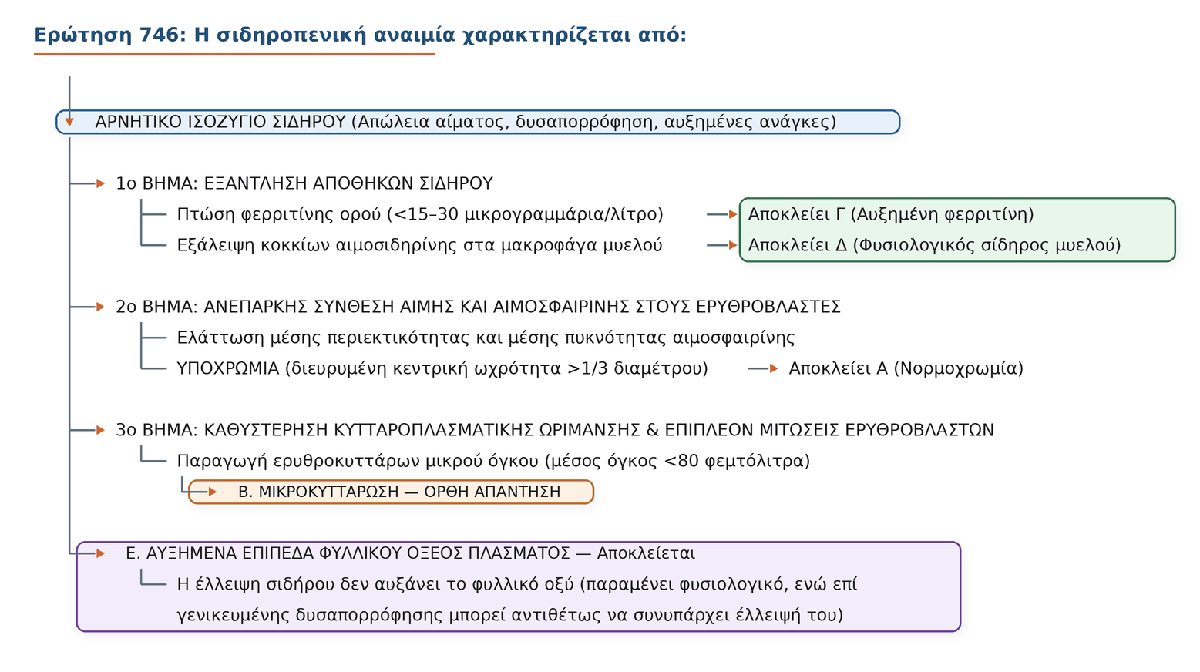 Ερώτηση 746: Η σιδηροπενική αναιμία χαρακτηρίζεται από:
ΑΡΝΗΤΙΚΟ ΙΣΟΖΥΓΙΟ ΣΙΔΗΡΟΥ (Απώλεια αίματος, δυσαπορρόφηση, αυξημένες ανάγκες)
1ο ΒΗΜΑ: ΕΞΑΝΤΛΗΣΗ ΑΠΟΘΗΚΩΝ ΣΙΔΗΡΟΥ
Πτώση φερριτίνης ορού (<15–30 μικρογραμμάρια/λίτρο) Αποκλείει Γ (Αυξημένη φερριτίνη)
Εξάλειψη κοκκίων αιμοσιδηρίνης στα μακροφάγα μυελού Αποκλείει Δ (Φυσιολογικός σίδηρος μυελού)
2ο ΒΗΜΑ: ΑΝΕΠΑΡΚΗΣ ΣΥΝΘΕΣΗ ΑΙΜΗΣ ΚΑΙ ΑΙΜΟΣΦΑΙΡΙΝΗΣ ΣΤΟΥΣ ΕΡΥΘΡΟΒΛΑΣΤΕΣ
Ελάττωση μέσης περιεκτικότητας και μέσης πυκνότητας αιμοσφαιρίνης
ΥΠΟΧΡΩΜΙΑ (διευρυμένη κεντρική ωχρότητα >1/3 διαμέτρου) Αποκλείει Α (Νορμοχρωμία)
3ο ΒΗΜΑ: ΚΑΘΥΣΤΕΡΗΣΗ ΚΥΤΤΑΡΟΠΛΑΣΜΑΤΙΚΗΣ ΩΡΙΜΑΝΣΗΣ & ΕΠΙΠΛΕΟΝ ΜΙΤΩΣΕΙΣ ΕΡΥΘΡΟΒΛΑΣΤΩΝ
Παραγωγή ερυθροκυττάρων μικρού όγκου (μέσος όγκος <80 φεμτόλιτρα)
Β. ΜΙΚΡΟΚΥΤΤΑΡΩΣΗ — ΟΡΘΗ ΑΠΑΝΤΗΣΗ
Ε. ΑΥΞΗΜΕΝΑ ΕΠΙΠΕΔΑ ΦΥΛΛΙΚΟΥ ΟΞΕΟΣ ΠΛΑΣΜΑΤΟΣ — Αποκλείεται
Η έλλειψη σιδήρου δεν αυξάνει το φυλλικό οξύ (παραμένει φυσιολογικό, ενώ επί
γενικευμένης δυσαπορρόφησης μπορεί αντιθέτως να συνυπάρχει έλλειψή του)